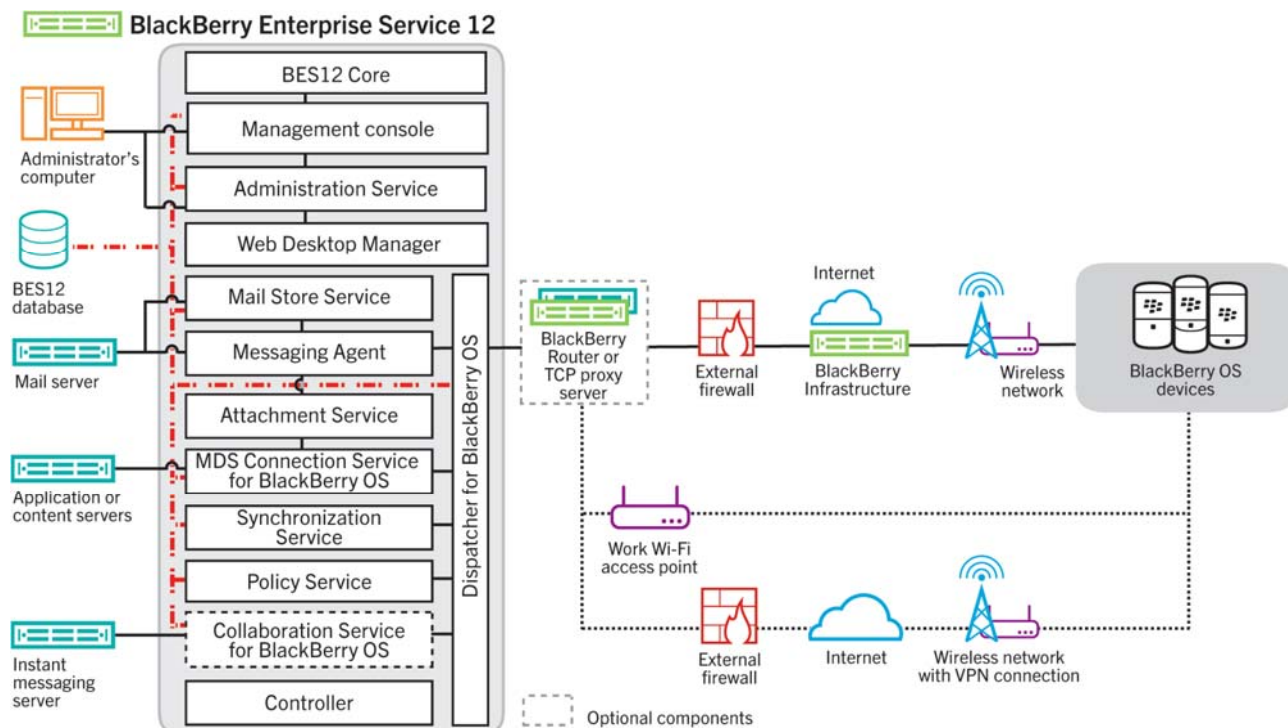 BlackBerry Enterprise Service 12
BES12 Core
Management console
Administrator's
computer
Administration Service
Web Desktop Manager
BES12
database
Mail Store Service
Messaging Agent
Mail server
Attachment Service
MDS Connection Service
for BlackBerry OS
Application or
content servers
Synchronization
Service
Policy Service
Collaboration Service
for BlackBerry OS
Instant
messaging
server
Controller
Dispatcher for BlackBerry OS
BlackBerry
Router or
TCP proxy
server
External
firewall
Internet
BlackBerry
Infrastructure
Wireless
network
BlackBerry OS
devices
Work Wi-Fi
access point
External
firewall
Internet
Wireless network
with VPN connection
Optional components